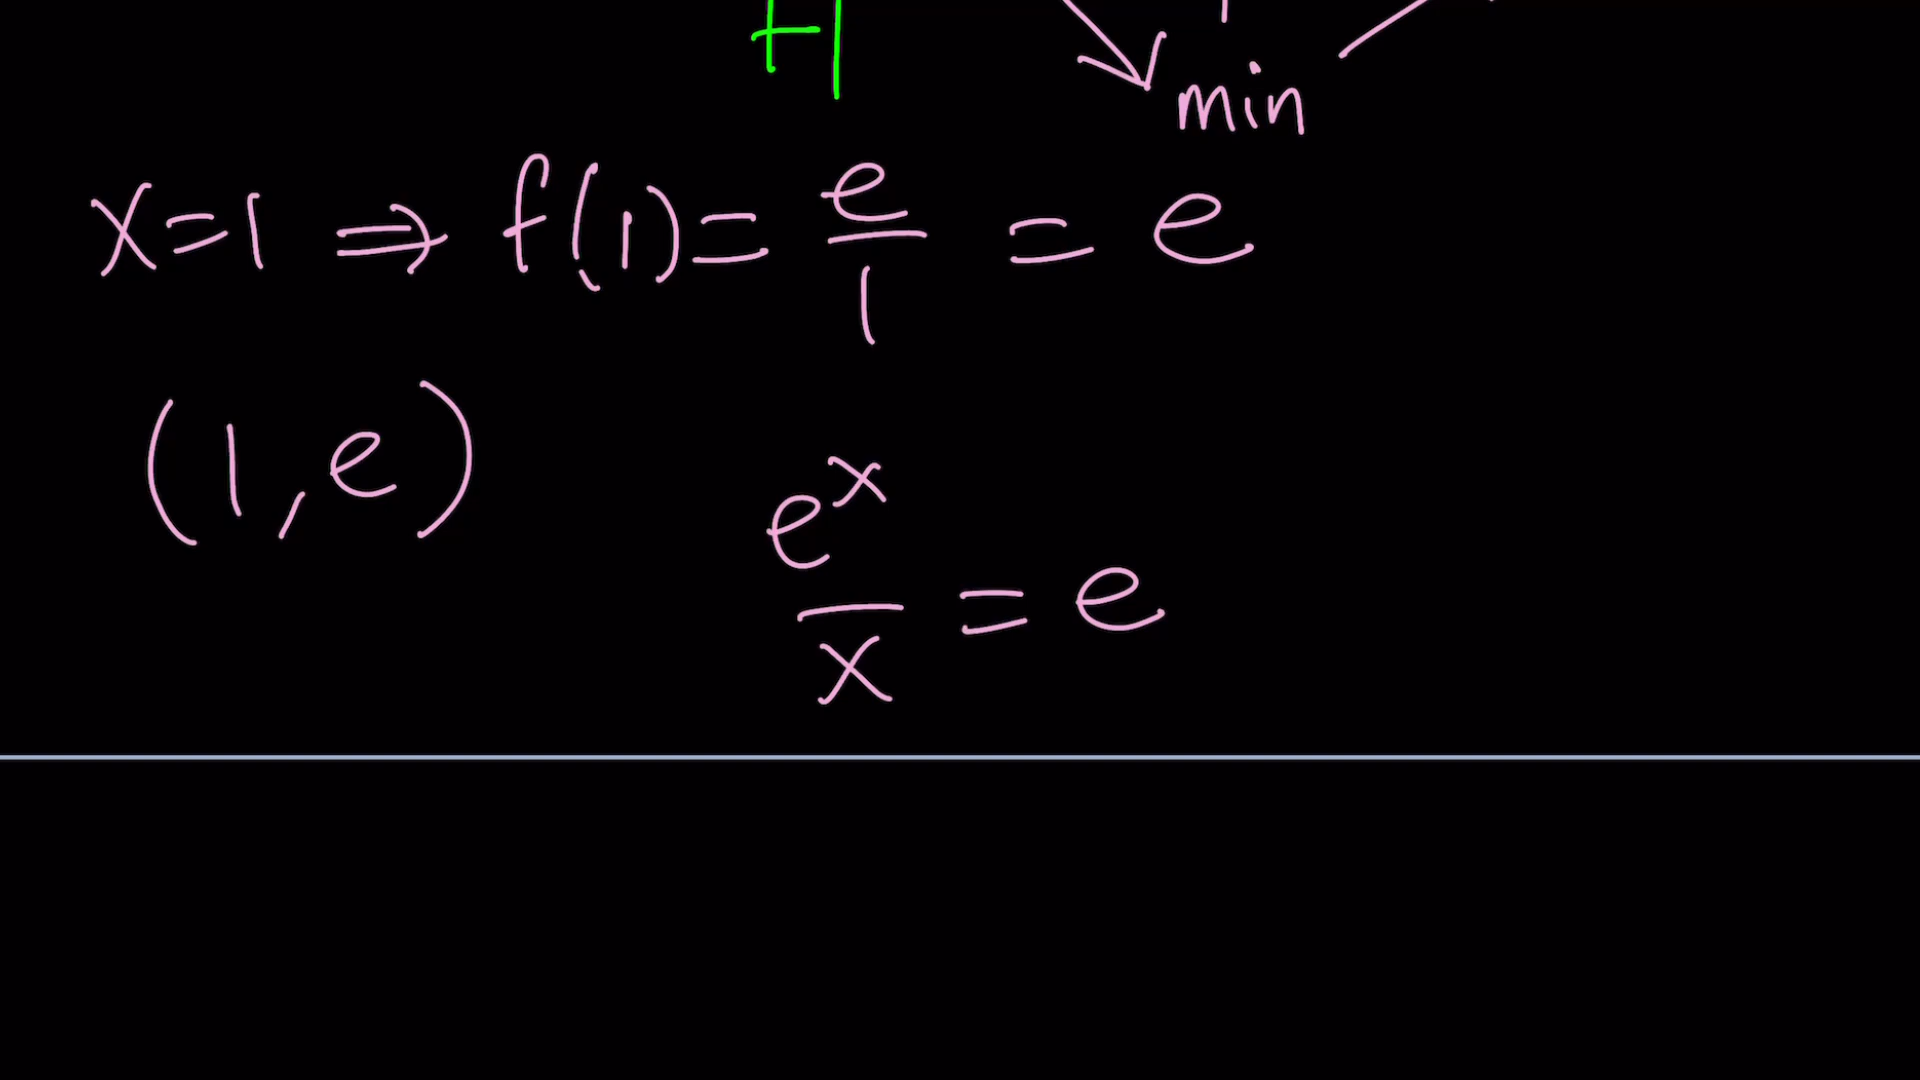 min
x=1 ⇒ f(1)= e/1 = e
(1,e)
e^x/x = e